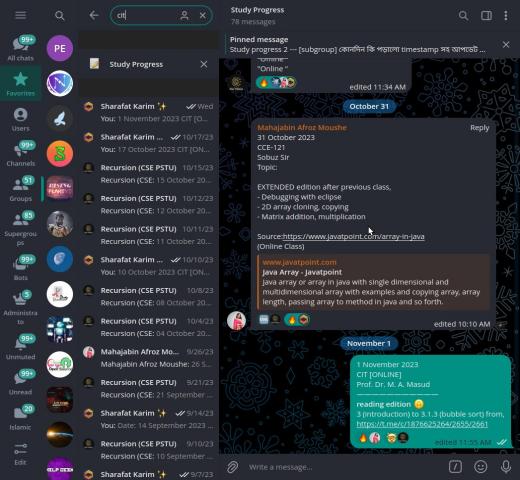 cit
Study Progress
78 messages
99+
All chats
Favorites
Users
99+
Channels
51
Groups
85
Supergrou
ps
99+
Bots
5
Administra
to
99+
Unmuted
99+
Unread
20
Islamic
Edit
PE
Study Progress
Sharafat Karim ✨ Wed
You: 1 November 2023 CIT [O...
Sharafat Karim ✨ 10/17/23
You: 17 October 2023 CIT [ON...
Recursion (CSE PSTU) 10/15/23
Recursion (CSE: 15 October 20...
Recursion (CSE PSTU) 10/12/23
Recursion (CSE: 12 October 20...
Recursion (CSE PSTU) 10/11/23
Recursion (CSE: 11 October 20...
Sharafat Karim ✨ 10/10/23
You: 10 October 2023 CIT [ON...
Recursion (CSE PSTU) 10/8/23
Recursion (CSE: 08 October 20...
Recursion (CSE PSTU) 10/4/23
Recursion (CSE: 04 October 20...
Mahajabin Afroz Mo... 9/26/23
Mahajabin Afroz Moushe: 26 S...
Recursion (CSE PSTU) 9/21/23
Recursion (CSE: 21 September ...
Sharafat Karim ✨ 9/14/23
You: Date: 14 September 2023 ...
Recursion (CSE PSTU) 9/10/23
Recursion (CSE: 10 September ...
Sharafat Karim ✨ 9/7/23
Pinned message
Study progress 2 --- [subgroup] কোনদিন কি পড়ালো timestamp সহ আপডেট ...
"Online "
"Online "
edited 11:34 AM
October 31
Mahajabin Afroz Moushe Reply
31 October 2023
CCE-121
Sobuz Sir
Topic:
EXTENDED edition after previous class,
- Debugging with eclipse
- 2D array cloning, copying
- Matrix addition, multiplication
Source:https://www.javatpoint.com/array-in-java
(Online Class)
www.javatpoint.com
Java Array - Javatpoint
Java array or array in java with single dimensional and
multidimensional array with examples and copying array, array
length, passing array to method in java and so forth.
edited 10:10 AM
November 1
1 November 2023
CIT [ONLINE]
Prof. Dr. M. A. Masud
———————————
reading edition 😊
3 (introduction) to 3.1.3 (bubble sort) from,
https://t.me/c/1876625264/2655/2661
edited 11:55 AM
Write a message...